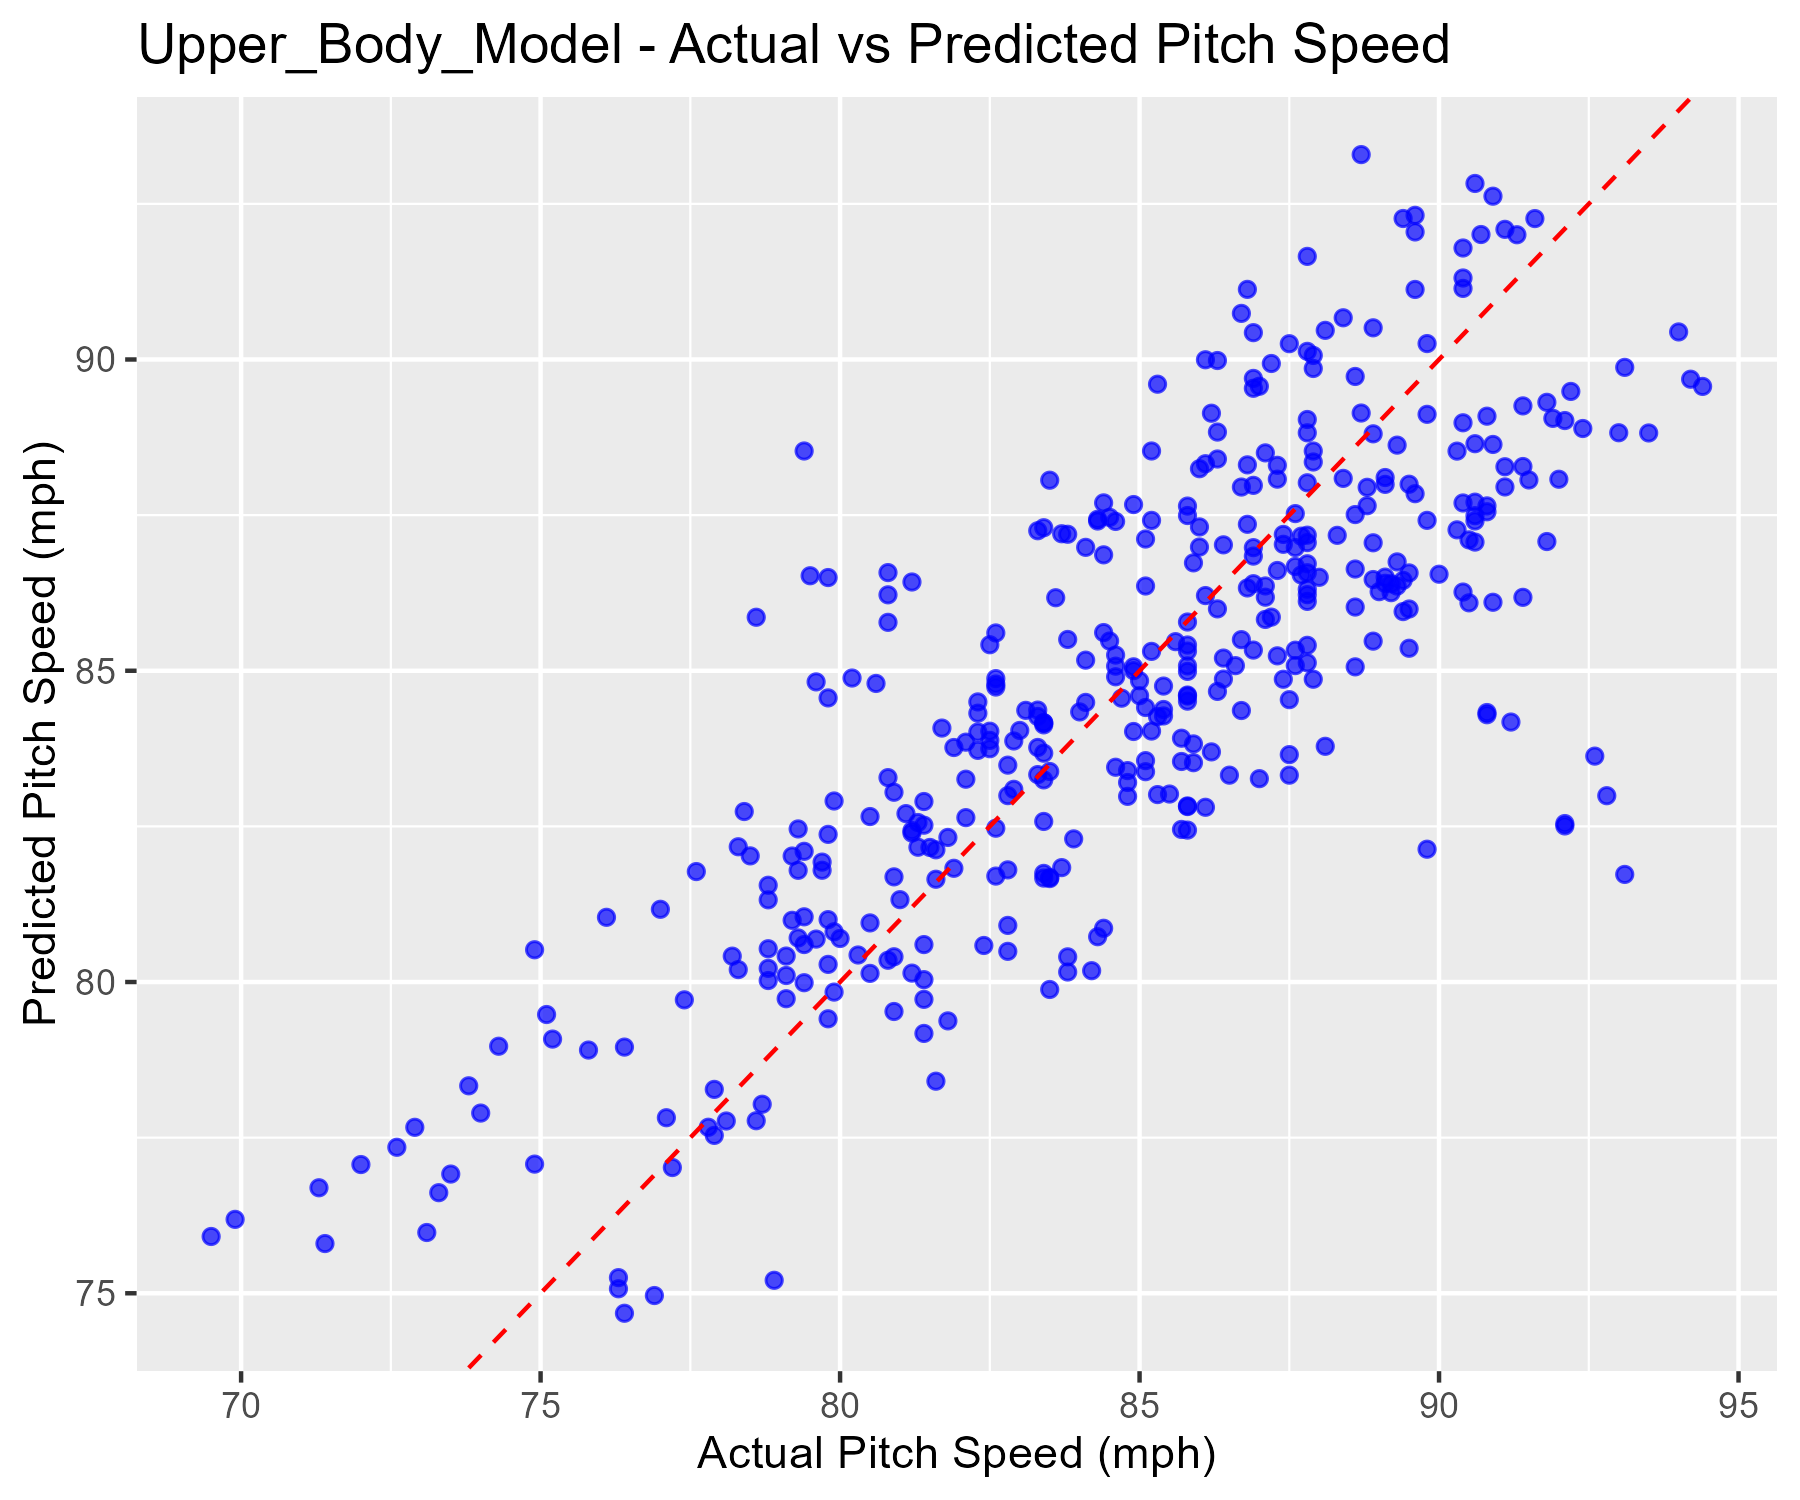 Upper_Body_Model - Actual vs Predicted Pitch Speed
Predicted Pitch Speed (mph)
90
85
80
75
70 75 80 85 90 95
Actual Pitch Speed (mph)